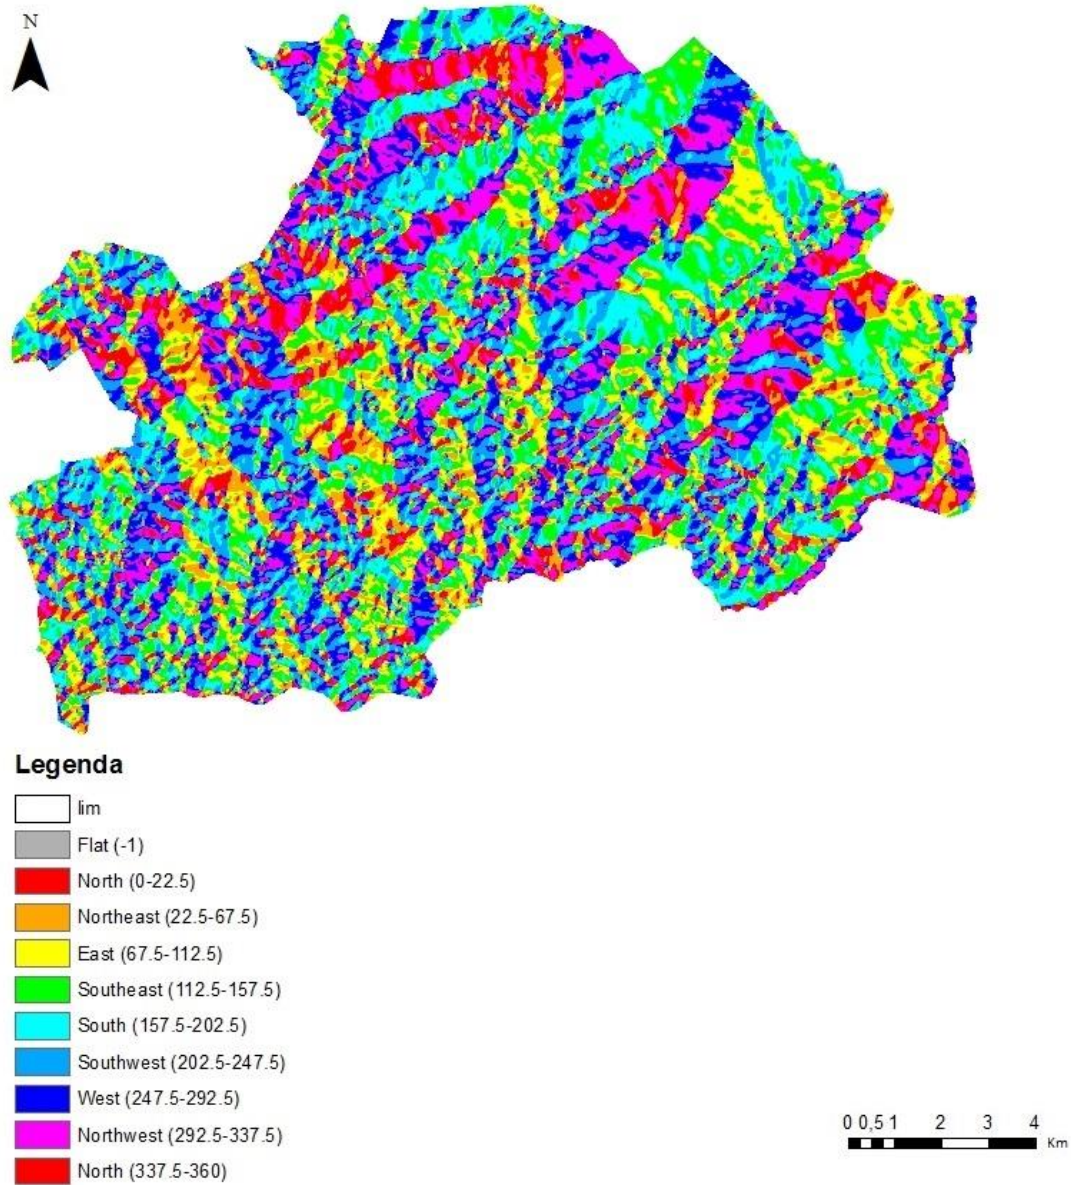 N
Legenda
lim
Flat (-1)
North (0-22.5)
Northeast (22.5-67.5)
East (67.5-112.5)
Southeast (112.5-157.5)
South (157.5-202.5)
Southwest (202.5-247.5)
West (247.5-292.5)
Northwest (292.5-337.5)
North (337.5-360)
0 0,5 1 2 3 4
Km